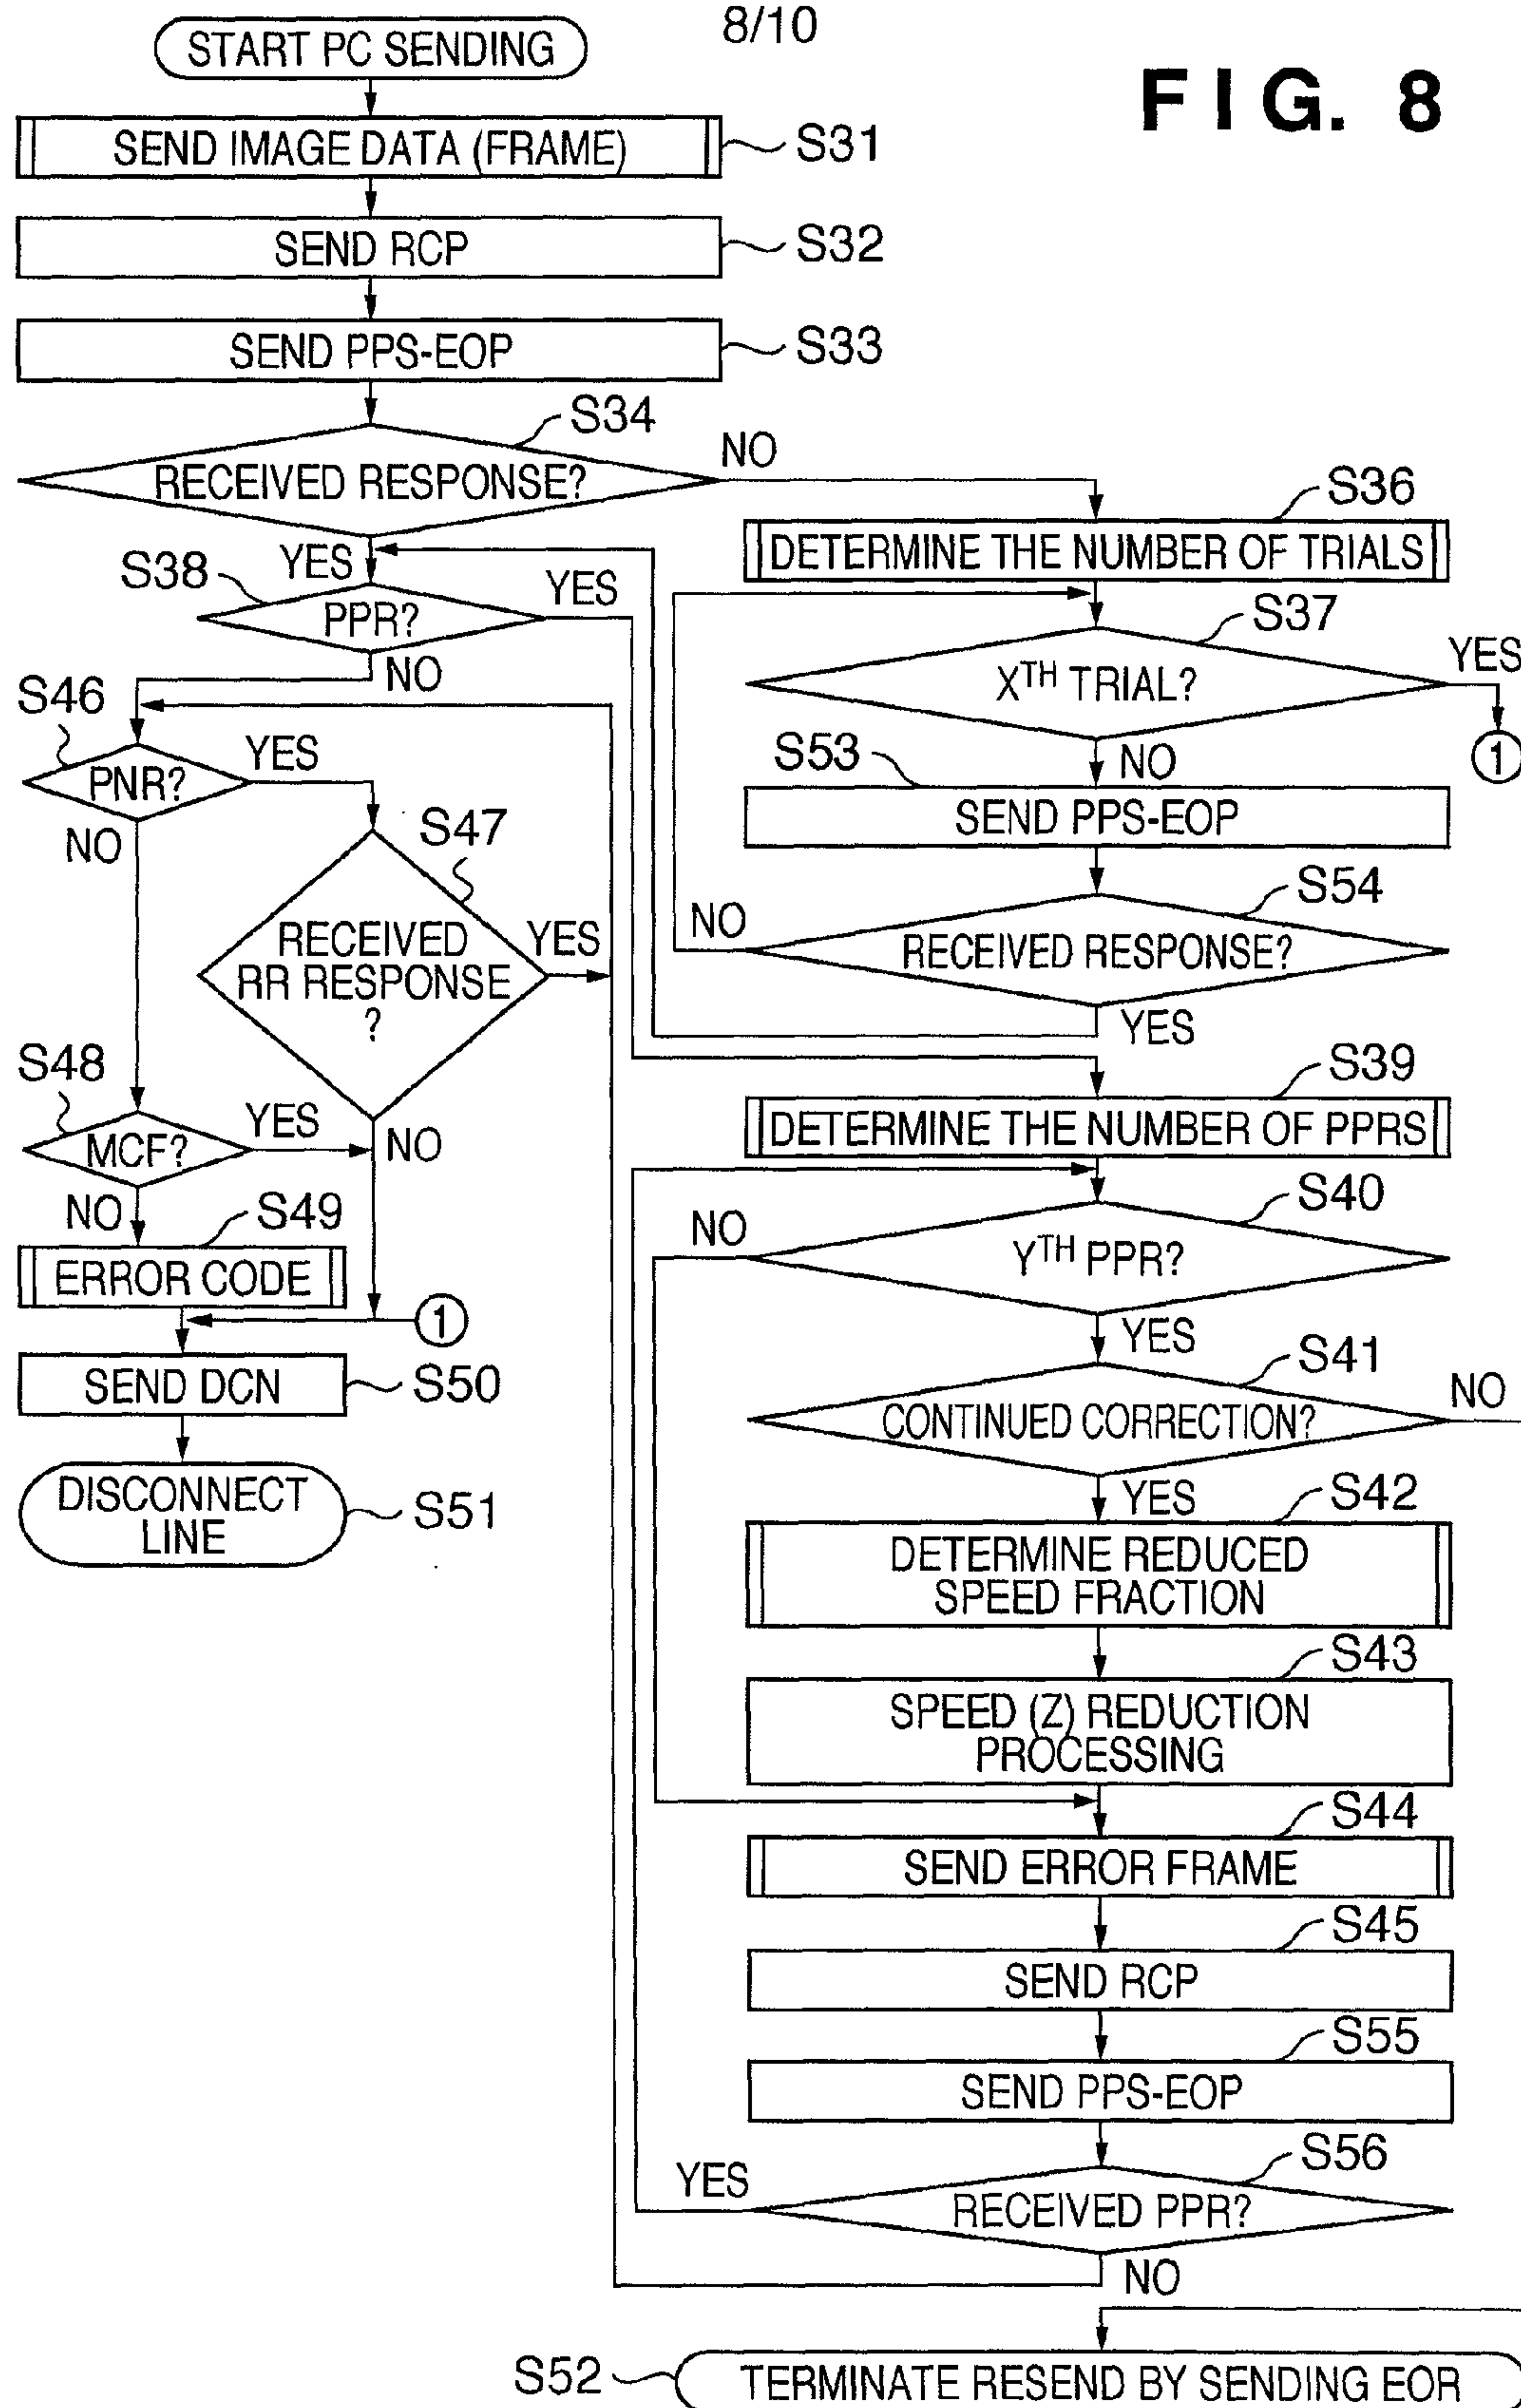 8/10
FIG. 8
START PC SENDING
SEND IMAGE DATA (FRAME)
S31
SEND RCP
S32
SEND PPS-EOP
S33
S34
RECEIVED RESPONSE?
NO
YES
S36
DETERMINE THE NUMBER OF TRIALS
S38
PPR?
YES
NO
S37
XTH TRIAL?
YES
1
NO
S46
PNR?
YES
NO
S53
SEND PPS-EOP
S47
RECEIVED
RR RESPONSE
?
YES
NO
S54
RECEIVED RESPONSE?
NO
YES
S48
MCF?
YES
NO
S39
DETERMINE THE NUMBER OF PPRS
S49
ERROR CODE
1
S40
YTH PPR?
NO
YES
SEND DCN
S50
S41
CONTINUED CORRECTION?
NO
YES
DISCONNECT
LINE
S51
S42
DETERMINE REDUCED
SPEED FRACTION
S43
SPEED (Z) REDUCTION
PROCESSING
S44
SEND ERROR FRAME
S45
SEND RCP
S55
SEND PPS-EOP
S56
RECEIVED PPR?
YES
NO
S52
TERMINATE RESEND BY SENDING EOR